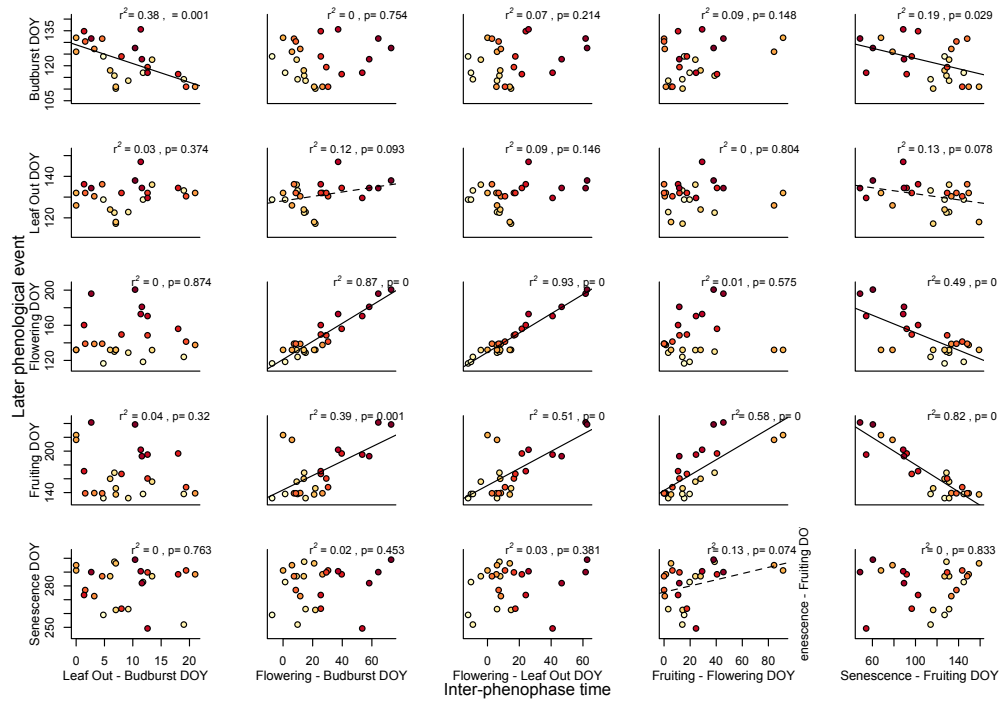 r2 = 0.38 , = 0.001
r2 = 0 , p= 0.754
r2 = 0.07 , p= 0.214
r2 = 0.09 , p= 0.148
r2 = 0.19 , p= 0.029
Budburst DOY
105 120 135
r2 = 0.03 , p= 0.374
r2 = 0.12 , p= 0.093
r2 = 0.09 , p= 0.146
r2 = 0 , p= 0.804
r2 = 0.13 , p= 0.078
Leaf Out DOY
120 140
Later phenological event
r2 = 0 , p= 0.874
r2 = 0.87 , p= 0
r2 = 0.93 , p= 0
r2 = 0.01 , p= 0.575
r2 = 0.49 , p= 0
Flowering DOY
120 160 200
r2 = 0.04 , p= 0.32
r2 = 0.39 , p= 0.001
r2 = 0.51 , p= 0
r2 = 0.58 , p= 0
r2 = 0.82 , p= 0
Fruiting DOY
140 200
r2 = 0 , p= 0.763
r2 = 0.02 , p= 0.453
r2 = 0.03 , p= 0.381
r2 = 0.13 , p= 0.074
r2 = 0 , p= 0.833
Senescence DOY
250 280
enescence - Fruiting DO
0 5 10 15 20
0 20 40 60
0 20 40 60
0 20 40 60 80
60 100 140
Leaf Out - Budburst DOY
Flowering - Budburst DOY
Flowering - Leaf Out DOY
Fruiting - Flowering DOY
Senescence - Fruiting DOY
Inter-phenophase time